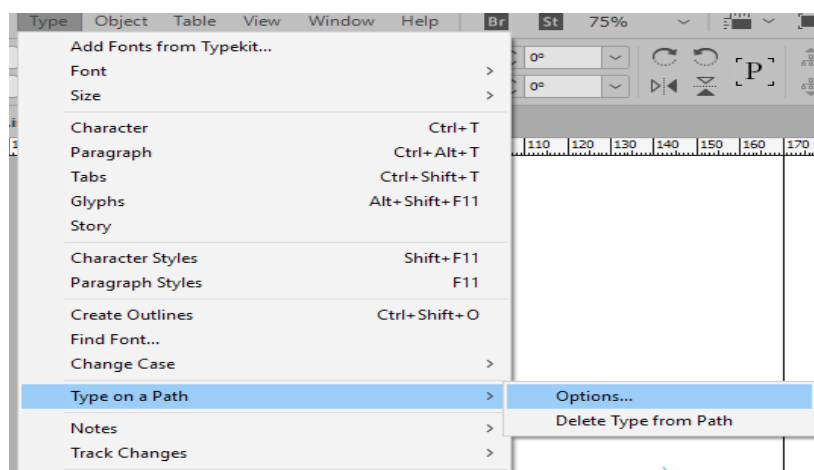 Type Object Table View Window Help Br St 75%
Add Fonts from Typekit...
Font >
Size >
0°
0°
P
Character Ctrl+T
Paragraph Ctrl+Alt+T
Tabs Ctrl+Shift+T
Glyphs Alt+Shift+F11
Story
110 120 130 140 150 160 170
Character Styles Shift+F11
Paragraph Styles F11
Create Outlines Ctrl+Shift+O
Find Font...
Change Case >
Type on a Path >
Options...
Delete Type from Path
Notes >
Track Changes >